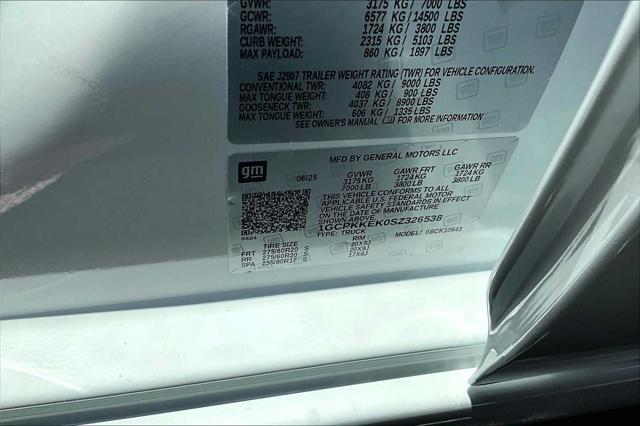 GVWR: 3175 KG / 7000 LBS
GCWR: 6577 KG / 14500 LBS
RGAWR: 1724 KG / 3800 LBS
CURB WEIGHT: 2315 KG / 5103 LBS
MAX PAYLOAD: 860 KG / 1897 LBS
SAE J2807 TRAILER WEIGHT RATING (TWR) FOR VEHICLE CONFIGURATION.
CONVENTIONAL TWR: 4082 KG / 9000 LBS
MAX TONGUE WEIGHT: 408 KG / 900 LBS
GOOSENECK TWR: 4037 KG / 8900 LBS
MAX TONGUE WEIGHT: 606 KG / 1335 LBS
SEE OWNER'S MANUAL FOR MORE INFORMATION
gm
MFD BY GENERAL MOTORS LLC
06/25 GVWR GAWR FRT GAWR RR
3175 KG 1724 KG 1724 KG
7000 LB 3800 LB 3800 LB
THIS VEHICLE CONFORMS TO ALL
APPLICABLE U.S. FEDERAL MOTOR
VEHICLE SAFETY STANDARDS IN EFFECT
ON THE DATE OF MANUFACTURE
1GCPKKEK0SZ326538
TYPE: TRUCK MODEL: 08CK10543
TIRE SIZE RIM
FRT 275/60R20 S 20X9J
RR 275/60R20 S 20X9J
SPA 255/80R17 S 17X8J